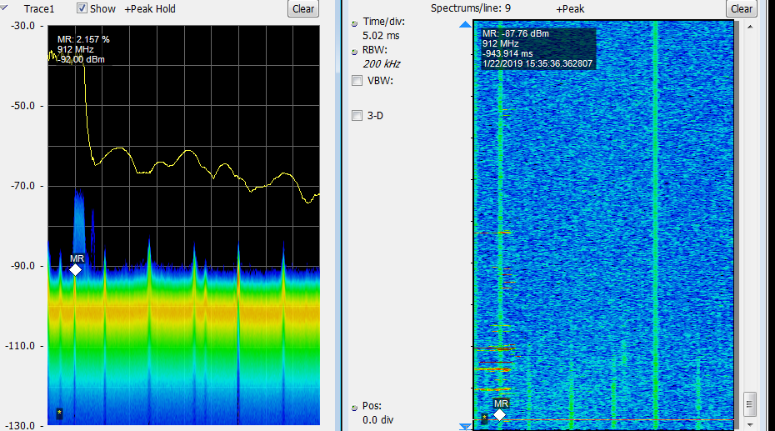 Trace1 Show +Peak Hold Clear
Spectrums/line: 9 +Peak Clear
-30.0
-50.0
-70.0
-90.0
-110.0
-130.0
MR: 2.157 %
912 MHz
-92.00 dBm
MR
Time/div:
5.02 ms
RBW:
200 kHz
VBW:
3-D
Pos:
0.0 div
MR: -87.76 dBm
912 MHz
-943.914 ms
1/22/2019 15:35:36.362807
MR